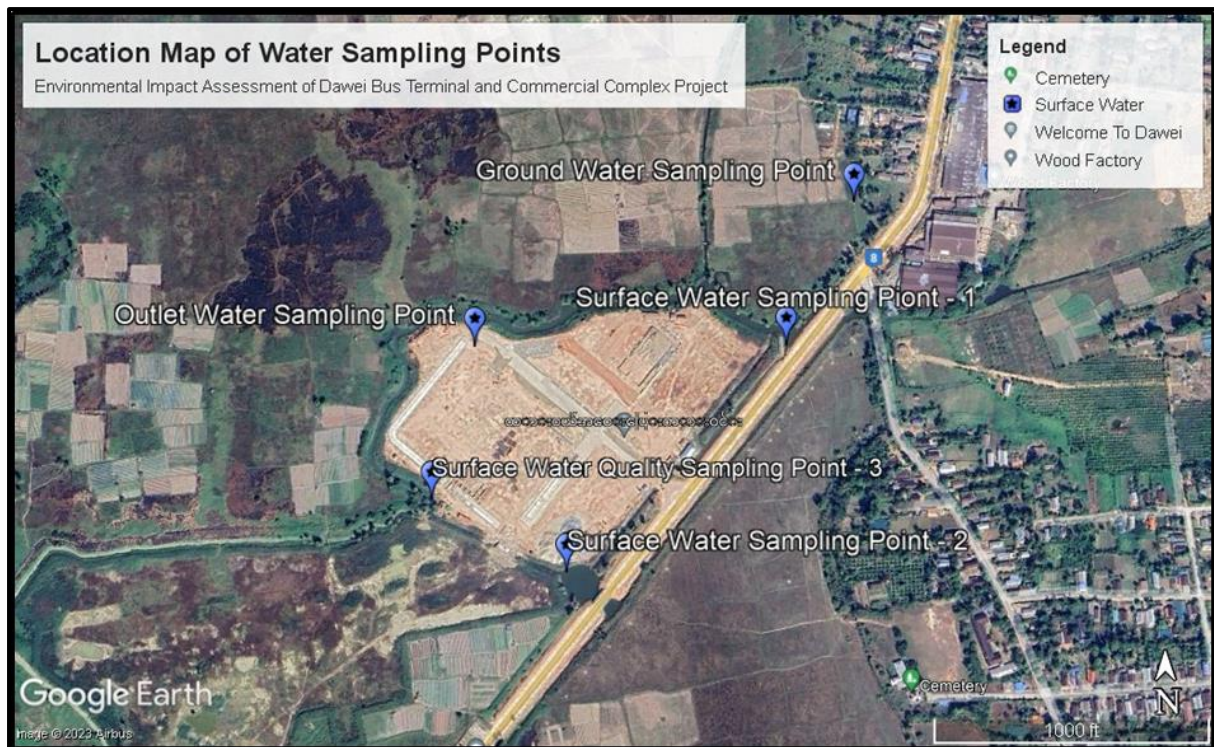 Location Map of Water Sampling Points
Environmental Impact Assessment of Dawei Bus Terminal and Commercial Complex Project
Legend
Cemetery
Surface Water
Welcome To Dawei
Wood Factory
Ground Water Sampling Point
8
Surface Water Sampling Piont - 1
Outlet Water Sampling Point
Surface Water Quality Sampling Point - 3
Surface Water Sampling Point - 2
Cemetery
Google Earth
Image © 2023 Airbus
N
1000 ft